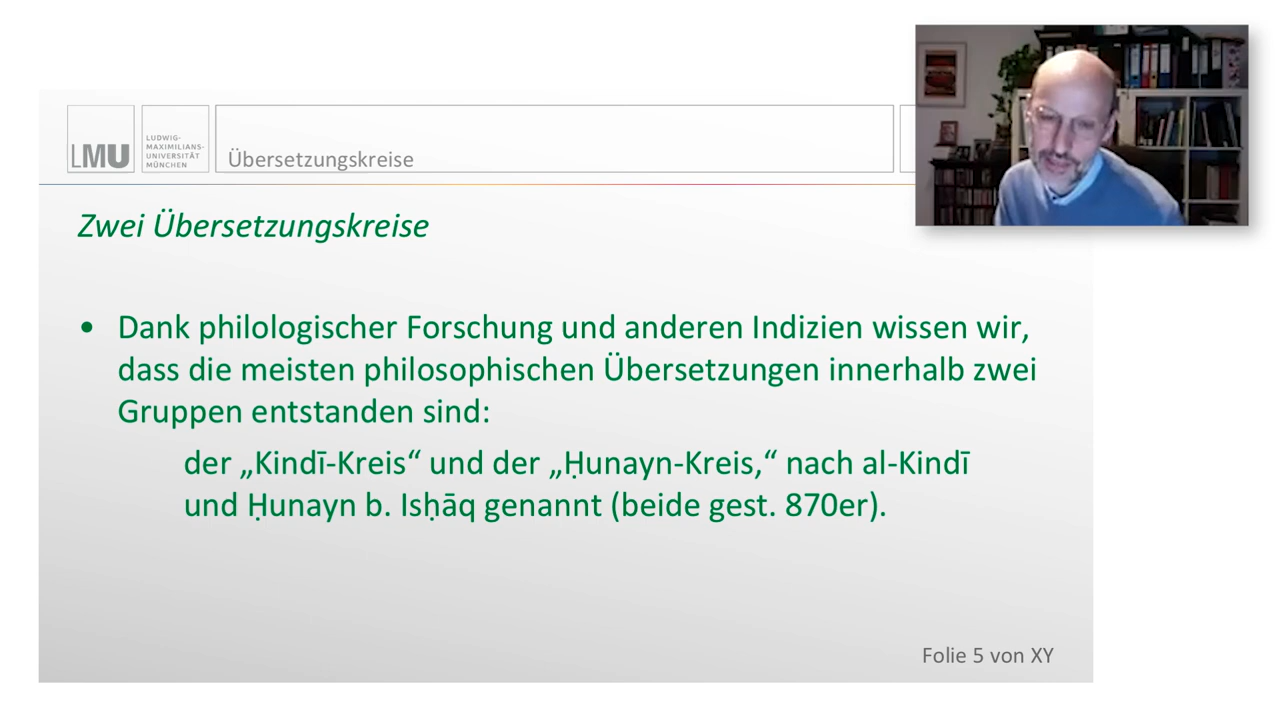 LMU
LUDWIG-
MAXIMILIANS-
UNIVERSITÄT
MÜNCHEN
Übersetzungskreise
Zwei Übersetzungskreise
• Dank philologischer Forschung und anderen Indizien wissen wir,
dass die meisten philosophischen Übersetzungen innerhalb zwei
Gruppen entstanden sind:
der „Kindī-Kreis“ und der „Ḥunayn-Kreis,“ nach al-Kindī
und Ḥunayn b. Isḥāq genannt (beide gest. 870er).
Folie 5 von XY